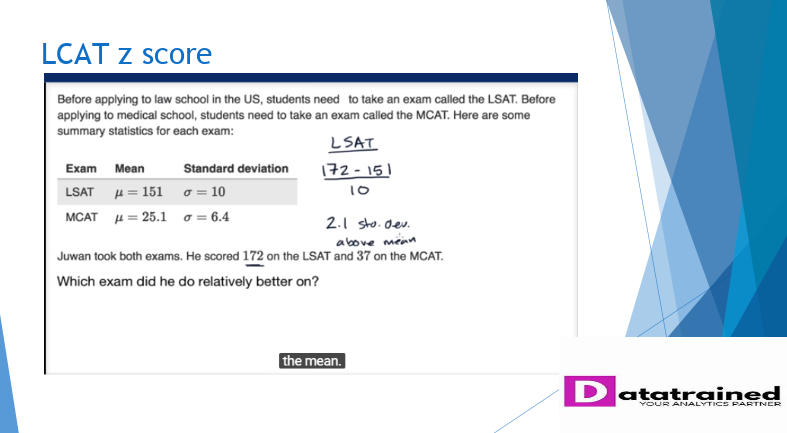 LCAT z score
Before applying to law school in the US, students need to take an exam called the LSAT. Before
applying to medical school, students need to take an exam called the MCAT. Here are some
summary statistics for each exam:
LSAT
Exam Mean Standard deviation
172 - 151
10
LSAT μ = 151 σ = 10
MCAT μ = 25.1 σ = 6.4
2.1 std. dev.
above mean
Juwan took both exams. He scored 172 on the LSAT and 37 on the MCAT.
Which exam did he do relatively better on?
the mean.
Datatrained
YOUR ANALYTICS PARTNER